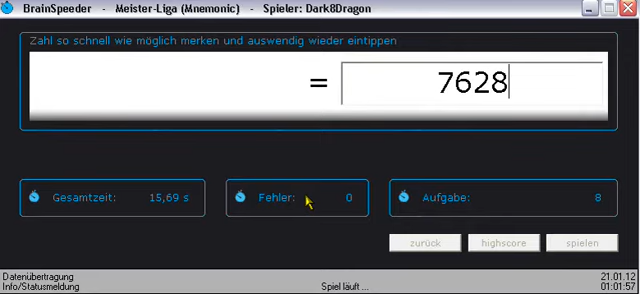 BrainSpeeder - Meister-Liga (Mnemonic) - Spieler: Dark8Dragon
Zahl so schnell wie möglich merken und auswendig wieder eintippen
= 7628
Gesamtzeit: 15,69 s Fehler: 0 Aufgabe: 8
zurück highscore spielen
Datenübertragung 21.01.12
Info/Statusmeldung Spiel läuft ... 01:01:57